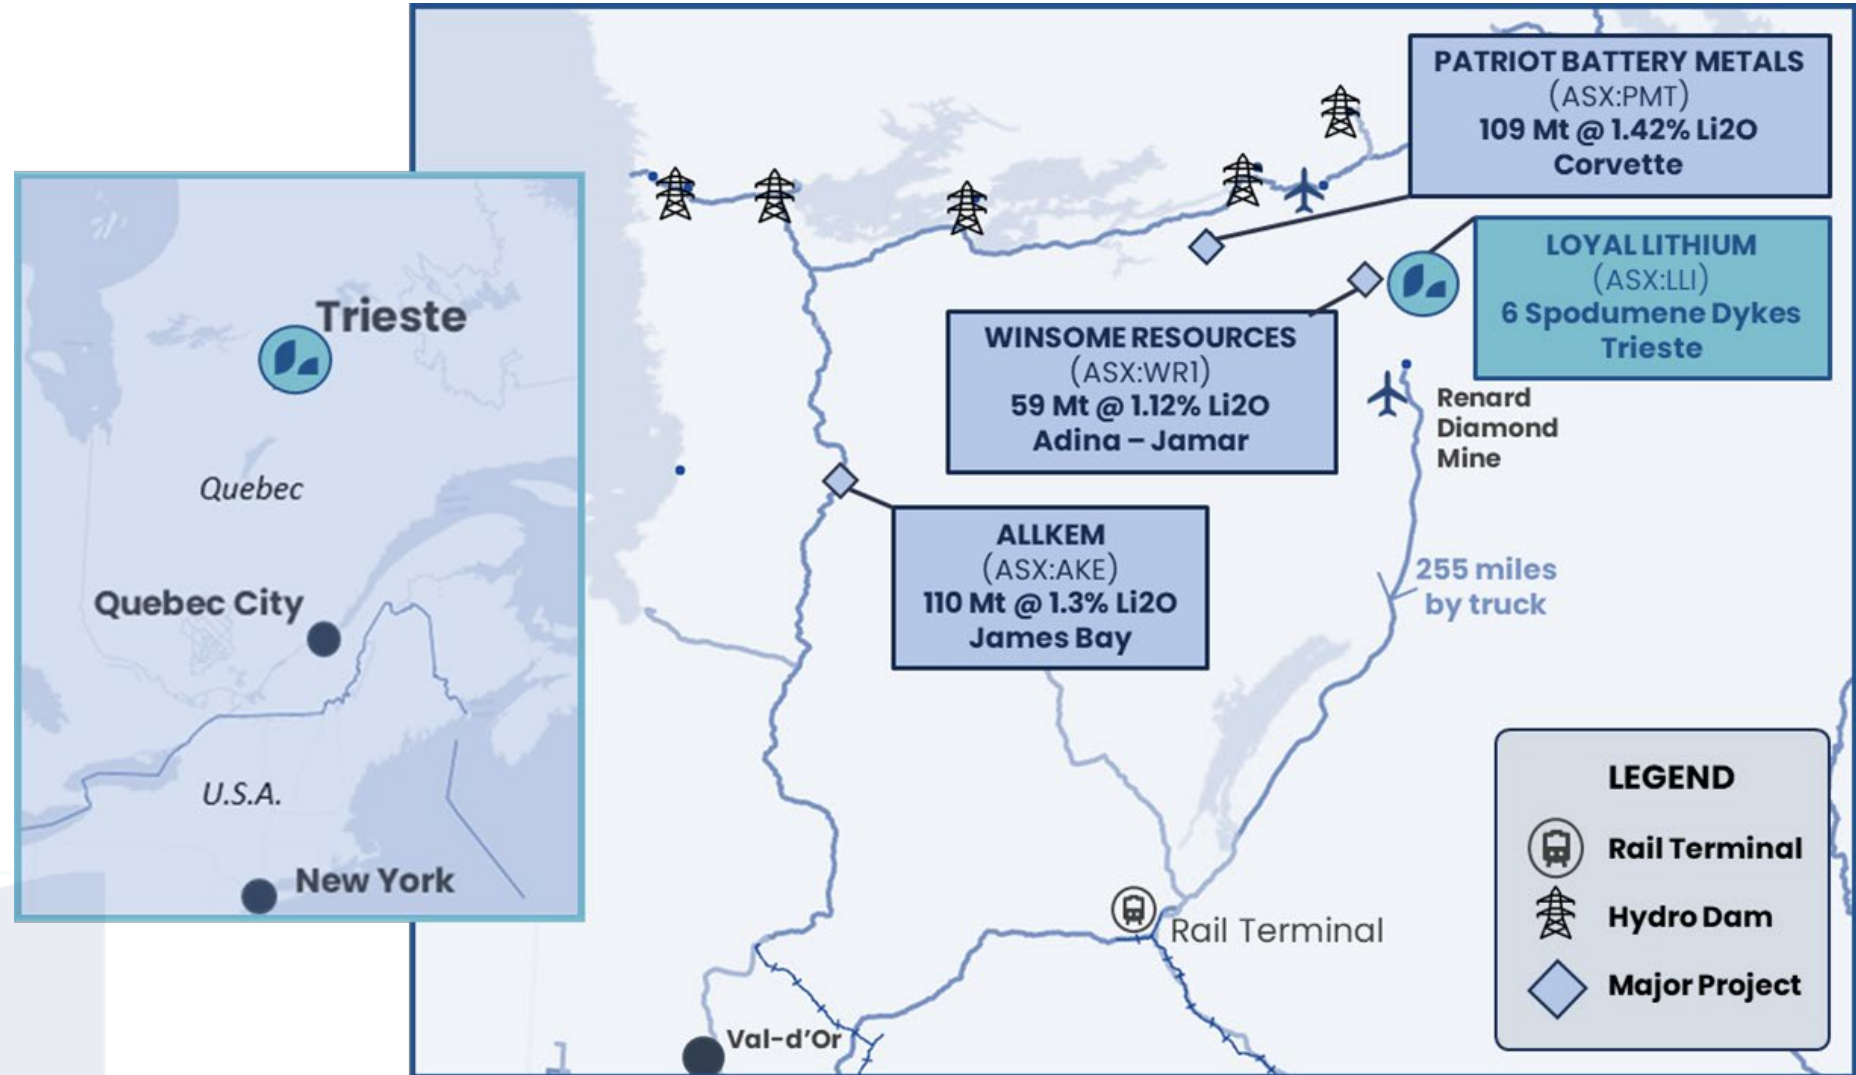 Trieste
Quebec
Quebec City
U.S.A.
New York
PATRIOT BATTERY METALS
(ASX:PMT)
109 Mt @ 1.42% Li2O
Corvette
LOYAL LITHIUM
(ASX:LLI)
6 Spodumene Dykes
Trieste
WINSOME RESOURCES
(ASX:WR1)
59 Mt @ 1.12% Li2O
Adina – Jamar
Renard
Diamond
Mine
ALLKEM
(ASX:AKE)
110 Mt @ 1.3% Li2O
James Bay
255 miles
by truck
Rail Terminal
Val-d’Or
LEGEND
Rail Terminal
Hydro Dam
Major Project